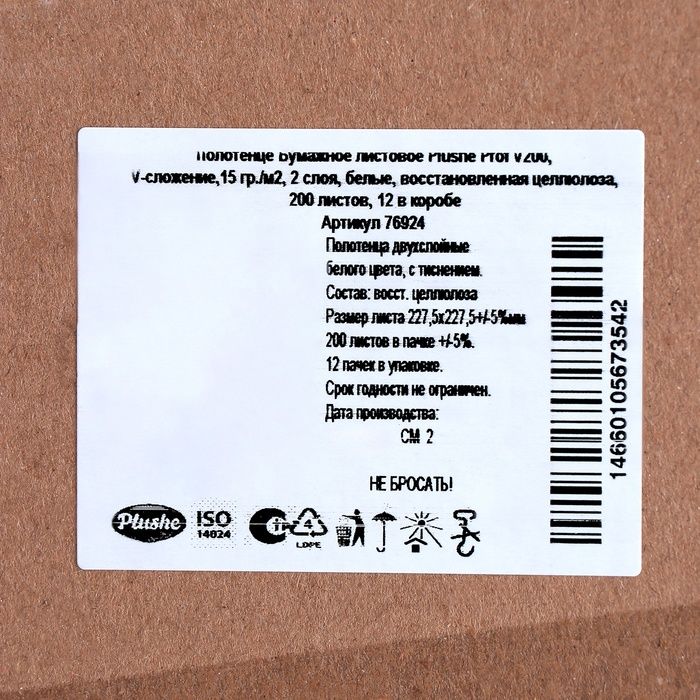 Полотенце Бумажное листовое Plushe Prof V200,
V-сложение,15 гр./м2, 2 слоя, белые, восстановленная целлюлоза,
200 листов, 12 в коробе
Артикул 76924
Полотенца двухслойные
белого цвета, с тиснением.
Состав: восст. целлюлоза
Размер листа 227,5х227,5+/-5%мм
200 листов в пачке +/-5%.
12 пачек в упаковке.
Срок годности не ограничен.
Дата производства:
СМ 2
НЕ БРОСАТЬ!
Plushe
ISO
14024
4
LDPE
14660105673542